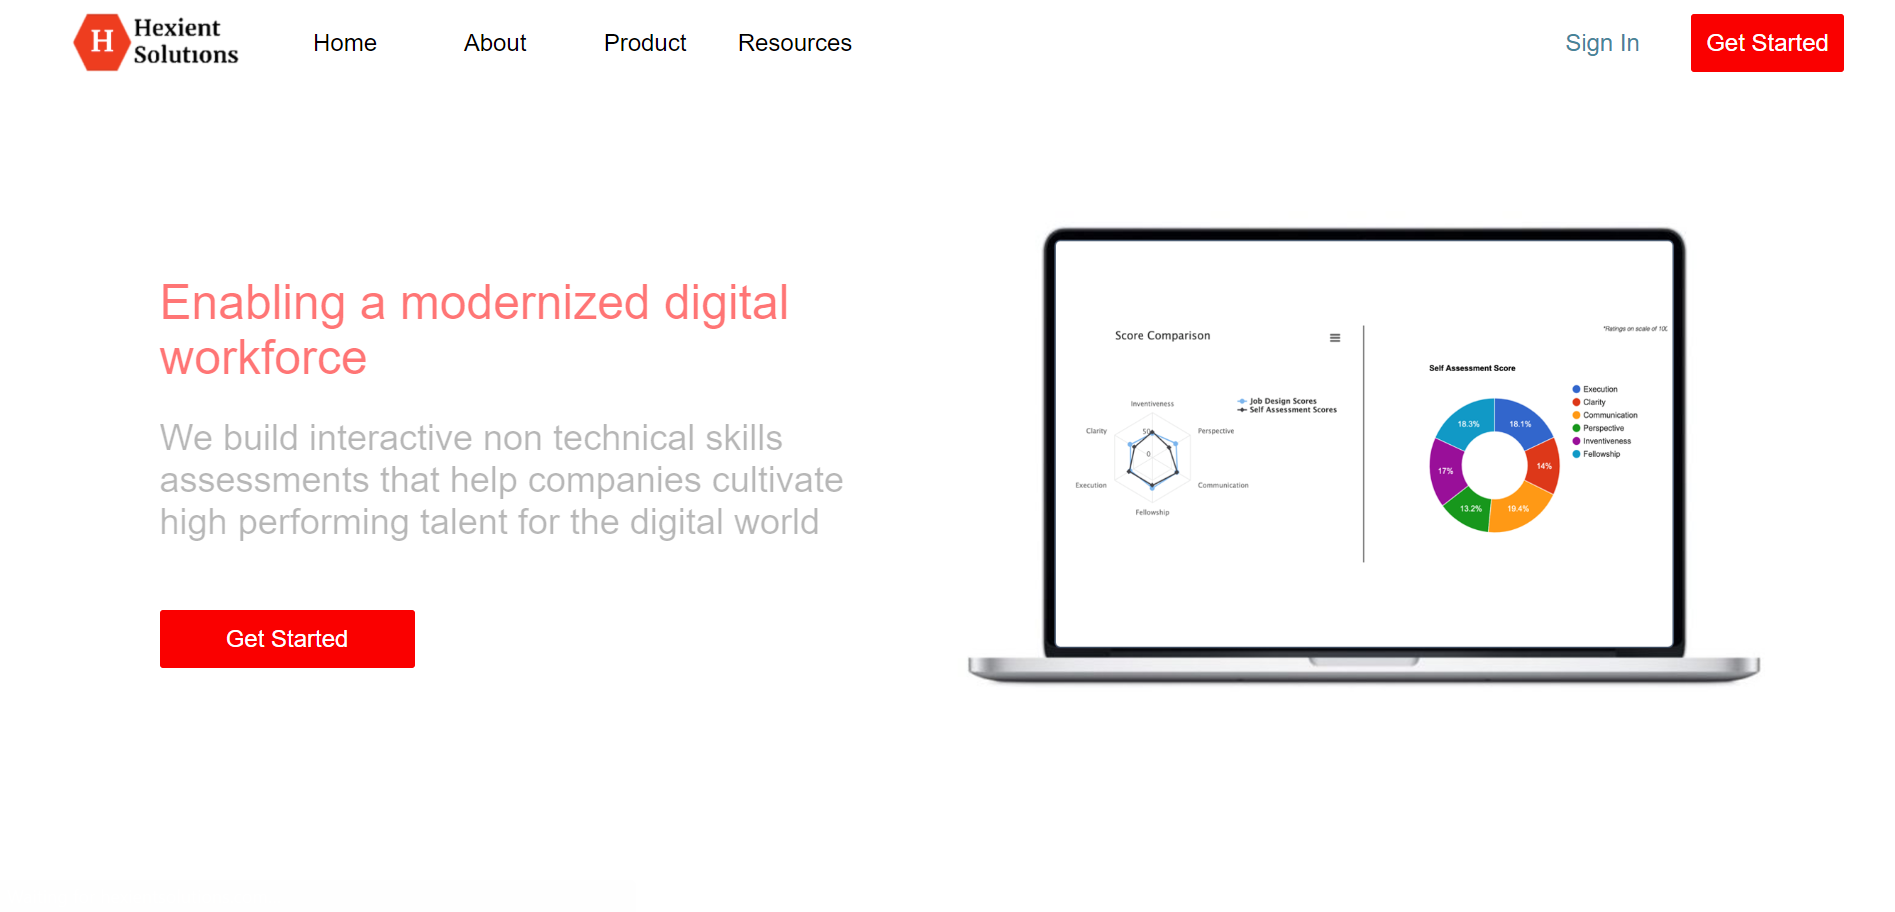 H
Hexient
Solutions
Home
About
Product
Resources
Sign In
Get Started
Enabling a modernized digital
workforce
We build interactive non technical skills
assessments that help companies cultivate
high performing talent for the digital world
Get Started
Score Comparison
Inventiveness
Perspective
Communication
Fellowship
Execution
Clarity
50
0
Job Design Scores
Self Assessment Scores
*Ratings on scale of 100
Self Assessment Score
18.1%
14%
19.4%
13.2%
17%
18.3%
Execution
Clarity
Communication
Perspective
Inventiveness
Fellowship